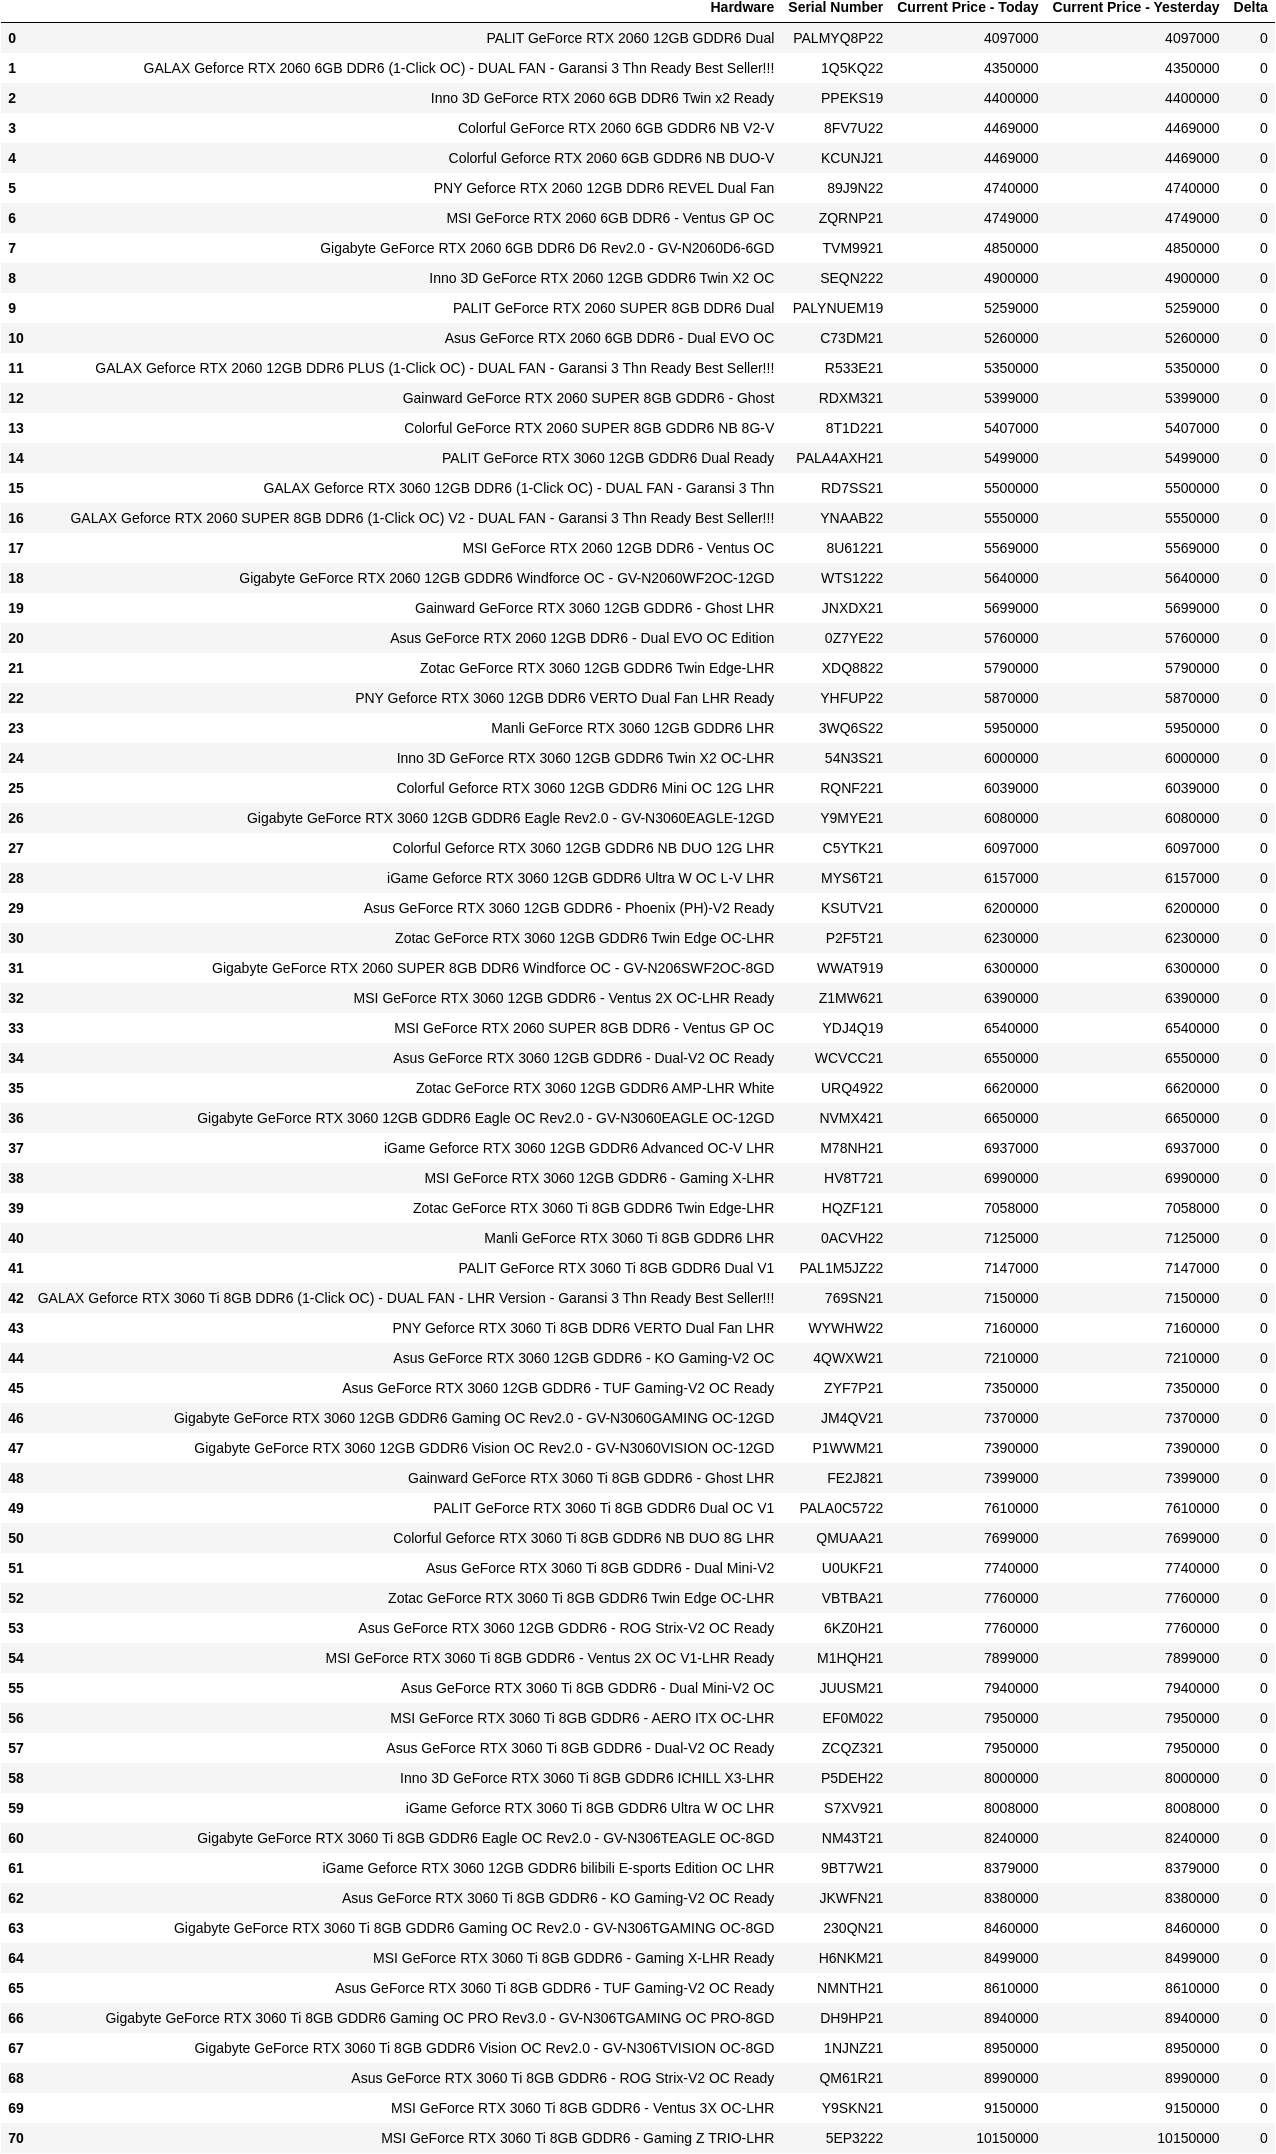 Hardware Serial Number Current Price - Today Current Price - Yesterday Delta
0 PALIT GeForce RTX 2060 12GB GDDR6 Dual PALMYQ8P22 4097000 4097000 0
1 GALAX Geforce RTX 2060 6GB DDR6 (1-Click OC) - DUAL FAN - Garansi 3 Thn Ready Best Seller!!! 1Q5KQ22 4350000 4350000 0
2 Inno 3D GeForce RTX 2060 6GB DDR6 Twin x2 Ready PPEKS19 4400000 4400000 0
3 Colorful GeForce RTX 2060 6GB GDDR6 NB V2-V 8FV7U22 4469000 4469000 0
4 Colorful Geforce RTX 2060 6GB GDDR6 NB DUO-V KCUNJ21 4469000 4469000 0
5 PNY Geforce RTX 2060 12GB DDR6 REVEL Dual Fan 89J9N22 4740000 4740000 0
6 MSI GeForce RTX 2060 6GB DDR6 - Ventus GP OC ZQRNP21 4749000 4749000 0
7 Gigabyte GeForce RTX 2060 6GB DDR6 D6 Rev2.0 - GV-N2060D6-6GD TVM9921 4850000 4850000 0
8 Inno 3D GeForce RTX 2060 12GB GDDR6 Twin X2 OC SEQN222 4900000 4900000 0
9 PALIT GeForce RTX 2060 SUPER 8GB DDR6 Dual PALYNUEM19 5259000 5259000 0
10 Asus GeForce RTX 2060 6GB DDR6 - Dual EVO OC C73DM21 5260000 5260000 0
11 GALAX Geforce RTX 2060 12GB DDR6 PLUS (1-Click OC) - DUAL FAN - Garansi 3 Thn Ready Best Seller!!! R533E21 5350000 5350000 0
12 Gainward GeForce RTX 2060 SUPER 8GB GDDR6 - Ghost RDXM321 5399000 5399000 0
13 Colorful GeForce RTX 2060 SUPER 8GB GDDR6 NB 8G-V 8T1D221 5407000 5407000 0
14 PALIT GeForce RTX 3060 12GB GDDR6 Dual Ready PALA4AXH21 5499000 5499000 0
15 GALAX Geforce RTX 3060 12GB DDR6 (1-Click OC) - DUAL FAN - Garansi 3 Thn RD7SS21 5500000 5500000 0
16 GALAX Geforce RTX 2060 SUPER 8GB DDR6 (1-Click OC) V2 - DUAL FAN - Garansi 3 Thn Ready Best Seller!!! YNAAB22 5550000 5550000 0
17 MSI GeForce RTX 2060 12GB DDR6 - Ventus OC 8U61221 5569000 5569000 0
18 Gigabyte GeForce RTX 2060 12GB GDDR6 Windforce OC - GV-N2060WF2OC-12GD WTS1222 5640000 5640000 0
19 Gainward GeForce RTX 3060 12GB GDDR6 - Ghost LHR JNXDX21 5699000 5699000 0
20 Asus GeForce RTX 2060 12GB DDR6 - Dual EVO OC Edition 0Z7YE22 5760000 5760000 0
21 Zotac GeForce RTX 3060 12GB GDDR6 Twin Edge-LHR XDQ8822 5790000 5790000 0
22 PNY Geforce RTX 3060 12GB DDR6 VERTO Dual Fan LHR Ready YHFUP22 5870000 5870000 0
23 Manli GeForce RTX 3060 12GB GDDR6 LHR 3WQ6S22 5950000 5950000 0
24 Inno 3D GeForce RTX 3060 12GB GDDR6 Twin X2 OC-LHR 54N3S21 6000000 6000000 0
25 Colorful Geforce RTX 3060 12GB GDDR6 Mini OC 12G LHR RQNF221 6039000 6039000 0
26 Gigabyte GeForce RTX 3060 12GB GDDR6 Eagle Rev2.0 - GV-N3060EAGLE-12GD Y9MYE21 6080000 6080000 0
27 Colorful Geforce RTX 3060 12GB GDDR6 NB DUO 12G LHR C5YTK21 6097000 6097000 0
28 iGame Geforce RTX 3060 12GB GDDR6 Ultra W OC L-V LHR MYS6T21 6157000 6157000 0
29 Asus GeForce RTX 3060 12GB GDDR6 - Phoenix (PH)-V2 Ready KSUTV21 6200000 6200000 0
30 Zotac GeForce RTX 3060 12GB GDDR6 Twin Edge OC-LHR P2F5T21 6230000 6230000 0
31 Gigabyte GeForce RTX 2060 SUPER 8GB DDR6 Windforce OC - GV-N206SWF2OC-8GD WWAT919 6300000 6300000 0
32 MSI GeForce RTX 3060 12GB GDDR6 - Ventus 2X OC-LHR Ready Z1MW621 6390000 6390000 0
33 MSI GeForce RTX 2060 SUPER 8GB DDR6 - Ventus GP OC YDJ4Q19 6540000 6540000 0
34 Asus GeForce RTX 3060 12GB GDDR6 - Dual-V2 OC Ready WCVCC21 6550000 6550000 0
35 Zotac GeForce RTX 3060 12GB GDDR6 AMP-LHR White URQ4922 6620000 6620000 0
36 Gigabyte GeForce RTX 3060 12GB GDDR6 Eagle OC Rev2.0 - GV-N3060EAGLE OC-12GD NVMX421 6650000 6650000 0
37 iGame Geforce RTX 3060 12GB GDDR6 Advanced OC-V LHR M78NH21 6937000 6937000 0
38 MSI GeForce RTX 3060 12GB GDDR6 - Gaming X-LHR HV8T721 6990000 6990000 0
39 Zotac GeForce RTX 3060 Ti 8GB GDDR6 Twin Edge-LHR HQZF121 7058000 7058000 0
40 Manli GeForce RTX 3060 Ti 8GB GDDR6 LHR 0ACVH22 7125000 7125000 0
41 PALIT GeForce RTX 3060 Ti 8GB GDDR6 Dual V1 PAL1M5JZ22 7147000 7147000 0
42 GALAX Geforce RTX 3060 Ti 8GB DDR6 (1-Click OC) - DUAL FAN - LHR Version - Garansi 3 Thn Ready Best Seller!!! 769SN21 7150000 7150000 0
43 PNY Geforce RTX 3060 Ti 8GB DDR6 VERTO Dual Fan LHR WYWHW22 7160000 7160000 0
44 Asus GeForce RTX 3060 12GB GDDR6 - KO Gaming-V2 OC 4QWXW21 7210000 7210000 0
45 Asus GeForce RTX 3060 12GB GDDR6 - TUF Gaming-V2 OC Ready ZYF7P21 7350000 7350000 0
46 Gigabyte GeForce RTX 3060 12GB GDDR6 Gaming OC Rev2.0 - GV-N3060GAMING OC-12GD JM4QV21 7370000 7370000 0
47 Gigabyte GeForce RTX 3060 12GB GDDR6 Vision OC Rev2.0 - GV-N3060VISION OC-12GD P1WWM21 7390000 7390000 0
48 Gainward GeForce RTX 3060 Ti 8GB GDDR6 - Ghost LHR FE2J821 7399000 7399000 0
49 PALIT GeForce RTX 3060 Ti 8GB GDDR6 Dual OC V1 PALA0C5722 7610000 7610000 0
50 Colorful Geforce RTX 3060 Ti 8GB GDDR6 NB DUO 8G LHR QMUAA21 7699000 7699000 0
51 Asus GeForce RTX 3060 Ti 8GB GDDR6 - Dual Mini-V2 U0UKF21 7740000 7740000 0
52 Zotac GeForce RTX 3060 Ti 8GB GDDR6 Twin Edge OC-LHR VBTBA21 7760000 7760000 0
53 Asus GeForce RTX 3060 12GB GDDR6 - ROG Strix-V2 OC Ready 6KZ0H21 7760000 7760000 0
54 MSI GeForce RTX 3060 Ti 8GB GDDR6 - Ventus 2X OC V1-LHR Ready M1HQH21 7899000 7899000 0
55 Asus GeForce RTX 3060 Ti 8GB GDDR6 - Dual Mini-V2 OC JUUSM21 7940000 7940000 0
56 MSI GeForce RTX 3060 Ti 8GB GDDR6 - AERO ITX OC-LHR EF0M022 7950000 7950000 0
57 Asus GeForce RTX 3060 Ti 8GB GDDR6 - Dual-V2 OC Ready ZCQZ321 7950000 7950000 0
58 Inno 3D GeForce RTX 3060 Ti 8GB GDDR6 ICHILL X3-LHR P5DEH22 8000000 8000000 0
59 iGame Geforce RTX 3060 Ti 8GB GDDR6 Ultra W OC LHR S7XV921 8008000 8008000 0
60 Gigabyte GeForce RTX 3060 Ti 8GB GDDR6 Eagle OC Rev2.0 - GV-N306TEAGLE OC-8GD NM43T21 8240000 8240000 0
61 iGame Geforce RTX 3060 12GB GDDR6 bilibili E-sports Edition OC LHR 9BT7W21 8379000 8379000 0
62 Asus GeForce RTX 3060 Ti 8GB GDDR6 - KO Gaming-V2 OC Ready JKWFN21 8380000 8380000 0
63 Gigabyte GeForce RTX 3060 Ti 8GB GDDR6 Gaming OC Rev2.0 - GV-N306TGAMING OC-8GD 230QN21 8460000 8460000 0
64 MSI GeForce RTX 3060 Ti 8GB GDDR6 - Gaming X-LHR Ready H6NKM21 8499000 8499000 0
65 Asus GeForce RTX 3060 Ti 8GB GDDR6 - TUF Gaming-V2 OC Ready NMNTH21 8610000 8610000 0
66 Gigabyte GeForce RTX 3060 Ti 8GB GDDR6 Gaming OC PRO Rev3.0 - GV-N306TGAMING OC PRO-8GD DH9HP21 8940000 8940000 0
67 Gigabyte GeForce RTX 3060 Ti 8GB GDDR6 Vision OC Rev2.0 - GV-N306TVISION OC-8GD 1NJNZ21 8950000 8950000 0
68 Asus GeForce RTX 3060 Ti 8GB GDDR6 - ROG Strix-V2 OC Ready QM61R21 8990000 8990000 0
69 MSI GeForce RTX 3060 Ti 8GB GDDR6 - Ventus 3X OC-LHR Y9SKN21 9150000 9150000 0
70 MSI GeForce RTX 3060 Ti 8GB GDDR6 - Gaming Z TRIO-LHR 5EP3222 10150000 10150000 0